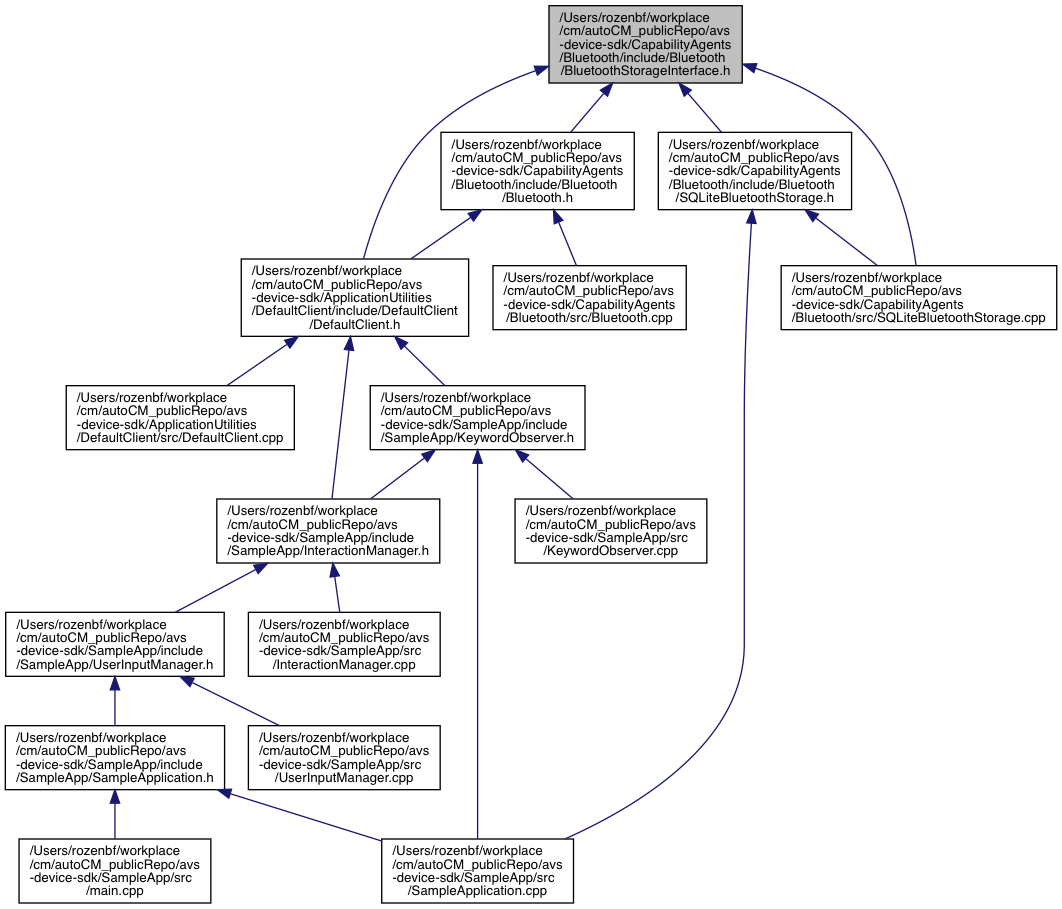 /Users/rozenbf/workplace
/cm/autoCM_publicRepo/avs
-device-sdk/CapabilityAgents
/Bluetooth/include/Bluetooth
/BluetoothStorageInterface.h
/Users/rozenbf/workplace
/cm/autoCM_publicRepo/avs
-device-sdk/CapabilityAgents
/Bluetooth/include/Bluetooth
/Bluetooth.h
/Users/rozenbf/workplace
/cm/autoCM_publicRepo/avs
-device-sdk/CapabilityAgents
/Bluetooth/include/Bluetooth
/SQLiteBluetoothStorage.h
/Users/rozenbf/workplace
/cm/autoCM_publicRepo/avs
-device-sdk/ApplicationUtilities
/DefaultClient/include/DefaultClient
/DefaultClient.h
/Users/rozenbf/workplace
/cm/autoCM_publicRepo/avs
-device-sdk/CapabilityAgents
/Bluetooth/src/Bluetooth.cpp
/Users/rozenbf/workplace
/cm/autoCM_publicRepo/avs
-device-sdk/CapabilityAgents
/Bluetooth/src/SQLiteBluetoothStorage.cpp
/Users/rozenbf/workplace
/cm/autoCM_publicRepo/avs
-device-sdk/ApplicationUtilities
/DefaultClient/src/DefaultClient.cpp
/Users/rozenbf/workplace
/cm/autoCM_publicRepo/avs
-device-sdk/SampleApp/include
/SampleApp/KeywordObserver.h
/Users/rozenbf/workplace
/cm/autoCM_publicRepo/avs
-device-sdk/SampleApp/include
/SampleApp/InteractionManager.h
/Users/rozenbf/workplace
/cm/autoCM_publicRepo/avs
-device-sdk/SampleApp/src
/KeywordObserver.cpp
/Users/rozenbf/workplace
/cm/autoCM_publicRepo/avs
-device-sdk/SampleApp/include
/SampleApp/UserInputManager.h
/Users/rozenbf/workplace
/cm/autoCM_publicRepo/avs
-device-sdk/SampleApp/src
/InteractionManager.cpp
/Users/rozenbf/workplace
/cm/autoCM_publicRepo/avs
-device-sdk/SampleApp/include
/SampleApp/SampleApplication.h
/Users/rozenbf/workplace
/cm/autoCM_publicRepo/avs
-device-sdk/SampleApp/src
/UserInputManager.cpp
/Users/rozenbf/workplace
/cm/autoCM_publicRepo/avs
-device-sdk/SampleApp/src
/main.cpp
/Users/rozenbf/workplace
/cm/autoCM_publicRepo/avs
-device-sdk/SampleApp/src
/SampleApplication.cpp